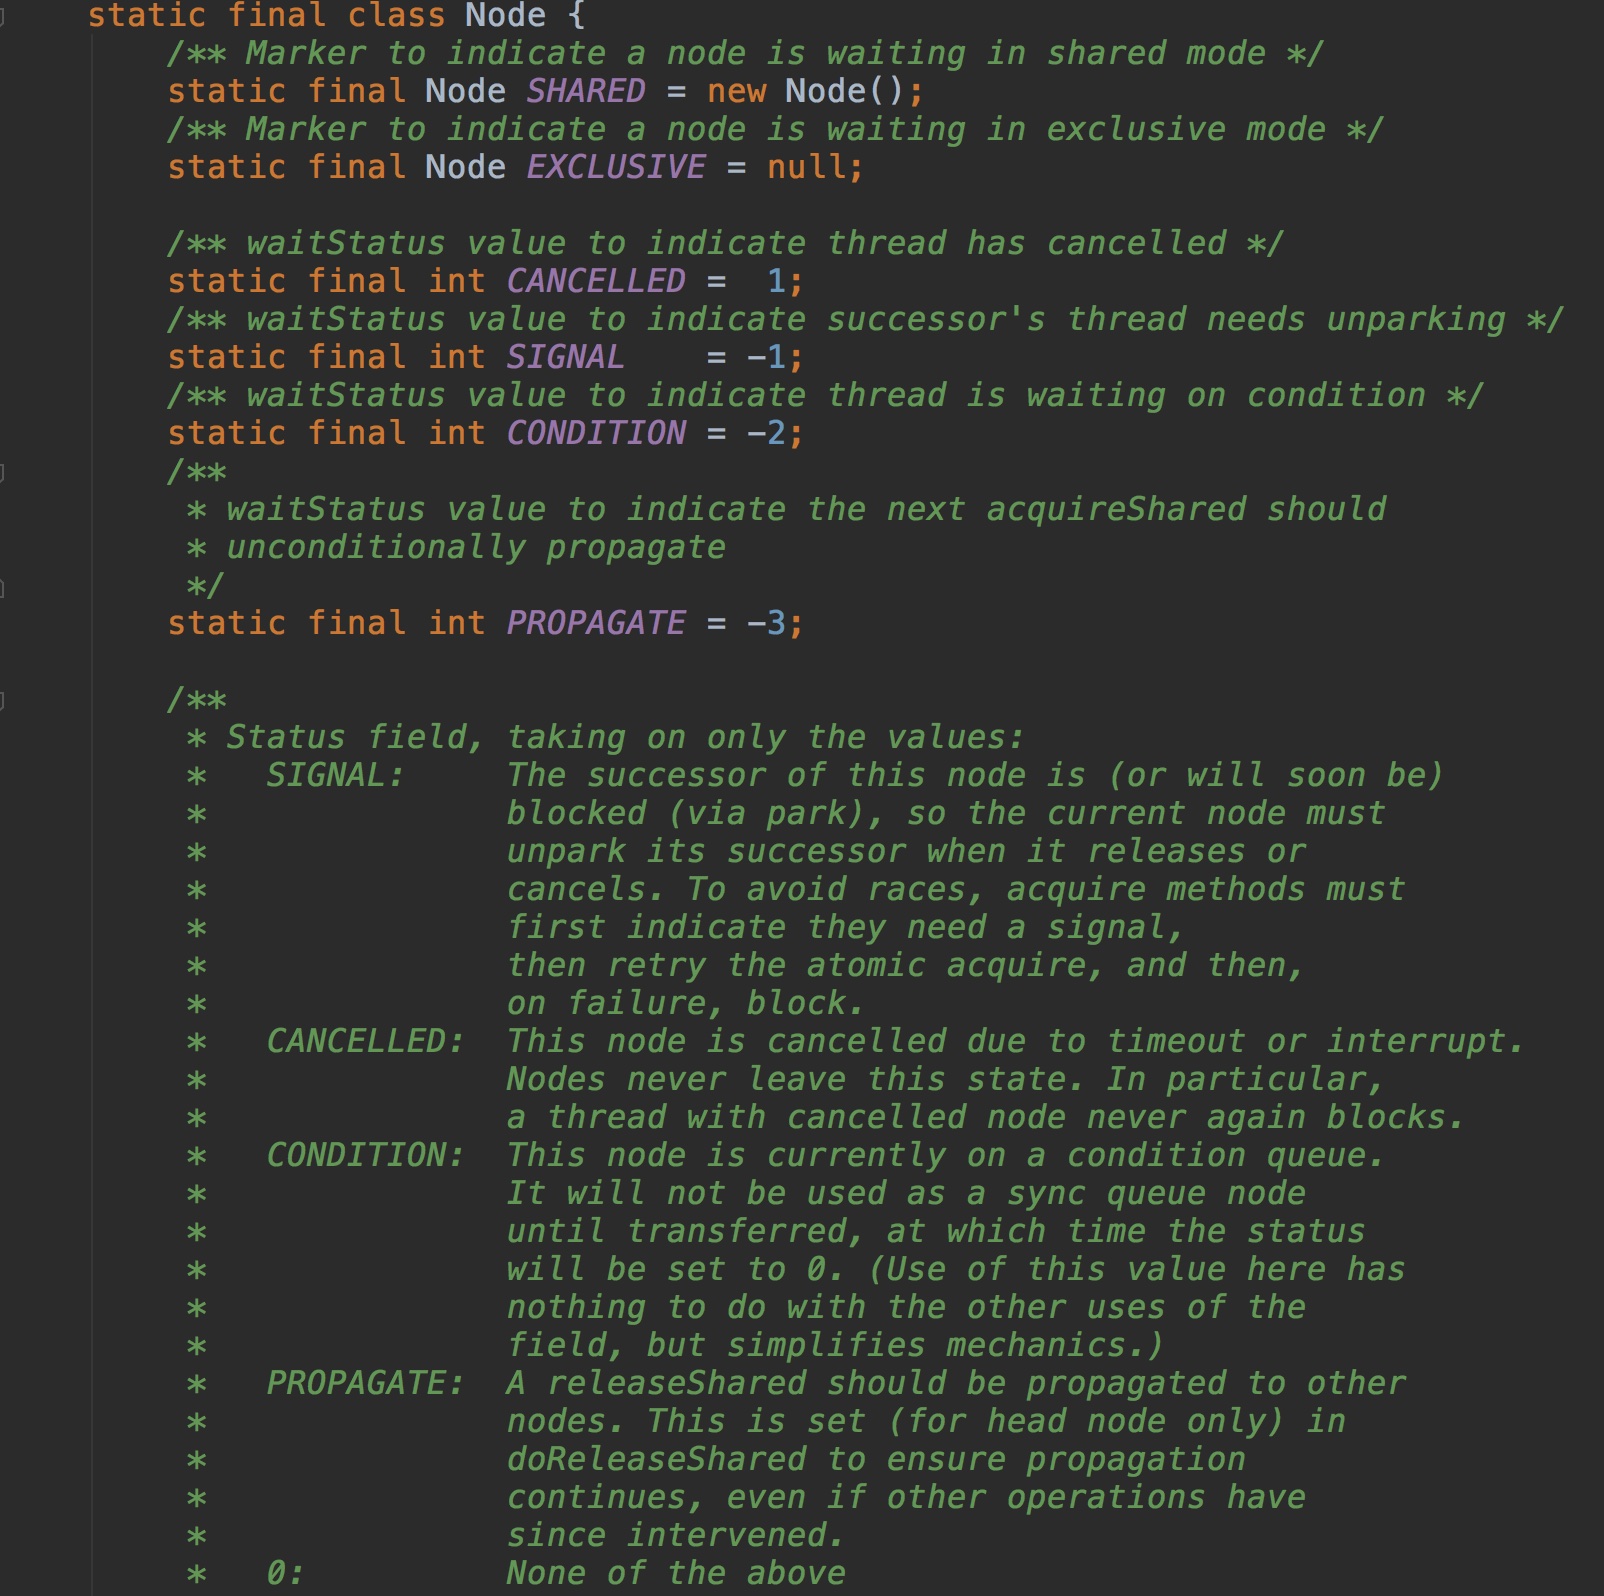 static final class Node {
/** Marker to indicate a node is waiting in shared mode */
static final Node SHARED = new Node();
/** Marker to indicate a node is waiting in exclusive mode */
static final Node EXCLUSIVE = null;
/** waitStatus value to indicate thread has cancelled */
static final int CANCELLED =  1;
/** waitStatus value to indicate successor's thread needs unparking */
static final int SIGNAL    = -1;
/** waitStatus value to indicate thread is waiting on condition */
static final int CONDITION = -2;
/**
* waitStatus value to indicate the next acquireShared should
* unconditionally propagate
*/
static final int PROPAGATE = -3;
/**
* Status field, taking on only the values:
*   SIGNAL:     The successor of this node is (or will soon be)
*               blocked (via park), so the current node must
*               unpark its successor when it releases or
*               cancels. To avoid races, acquire methods must
*               first indicate they need a signal,
*               then retry the atomic acquire, and then,
*               on failure, block.
*   CANCELLED:  This node is cancelled due to timeout or interrupt.
*               Nodes never leave this state. In particular,
*               a thread with cancelled node never again blocks.
*   CONDITION:  This node is currently on a condition queue.
*               It will not be used as a sync queue node
*               until transferred, at which time the status
*               will be set to 0. (Use of this value here has
*               nothing to do with the other uses of the
*               field, but simplifies mechanics.)
*   PROPAGATE:  A releaseShared should be propagated to other
*               nodes. This is set (for head node only) in
*               doReleaseShared to ensure propagation
*               continues, even if other operations have
*               since intervened.
*   0:          None of the above